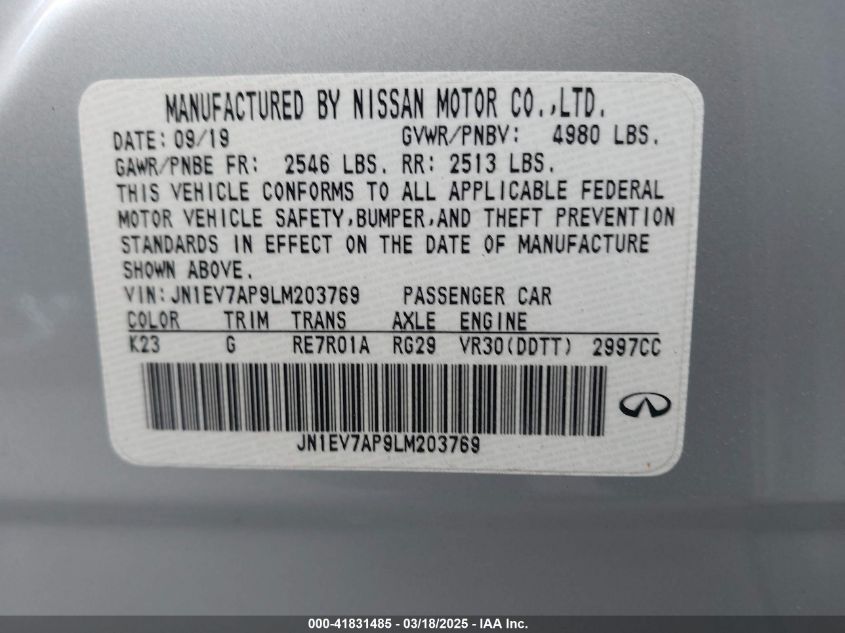 MANUFACTURED BY NISSAN MOTOR CO.,LTD.
DATE: 09/19 GVWR/PNBV: 4980 LBS.
GAWR/PNBE FR: 2546 LBS. RR: 2513 LBS.
THIS VEHICLE CONFORMS TO ALL APPLICABLE FEDERAL
MOTOR VEHICLE SAFETY,BUMPER,AND THEFT PREVENTION
STANDARDS IN EFFECT ON THE DATE OF MANUFACTURE
SHOWN ABOVE.
VIN: JN1EV7AP9LM203769 PASSENGER CAR
COLOR TRIM TRANS AXLE ENGINE
K23 G RE7R01A RG29 VR30(DDTT) 2997CC
JN1EV7AP9LM203769
000-41831485 - 03/18/2025 - IAA Inc.